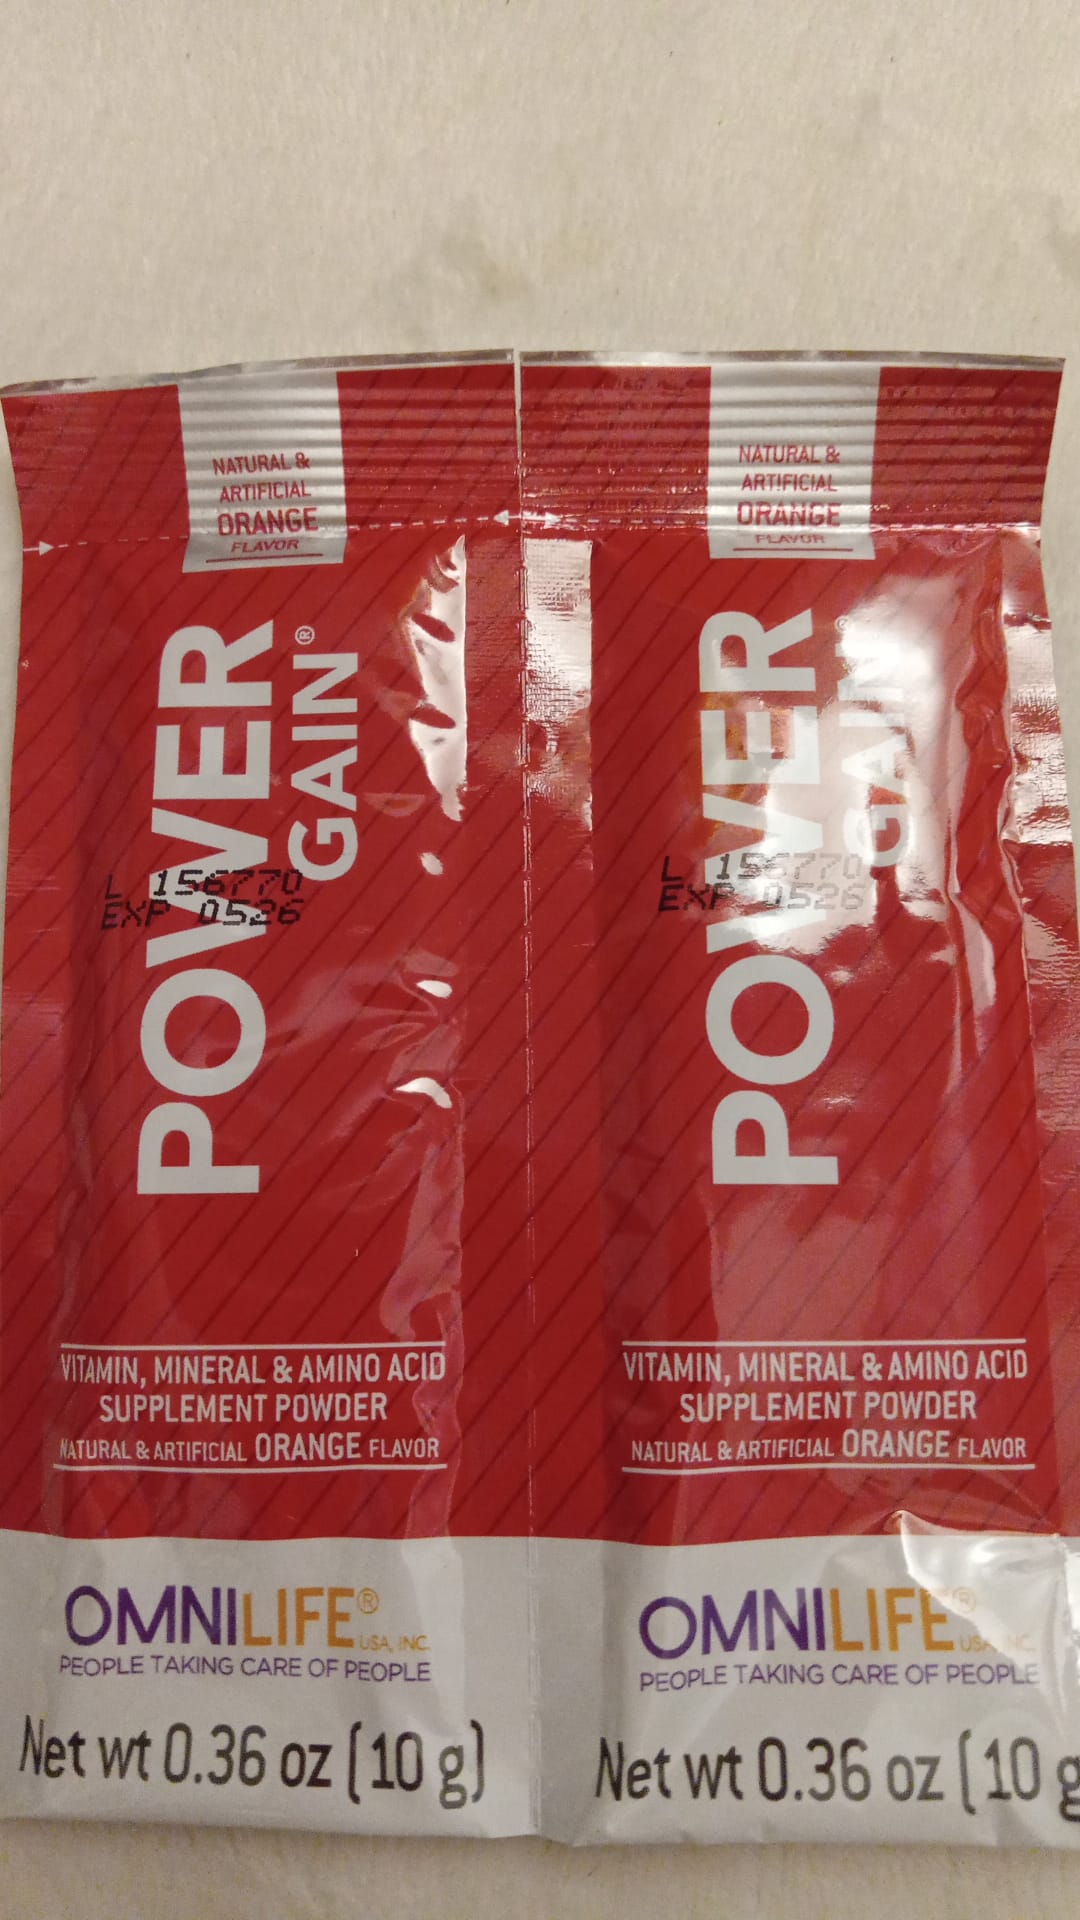 NATURAL &
ARTIFICIAL
ORANGE
FLAVOR
POWER
GAIN®
L 156770
EXP 0526
VITAMIN, MINERAL & AMINO ACID
SUPPLEMENT POWDER
NATURAL & ARTIFICIAL ORANGE FLAVOR
OMNILIFE®
USA, INC.
PEOPLE TAKING CARE OF PEOPLE
Net wt 0.36 oz (10 g)
NATURAL &
ARTIFICIAL
ORANGE
FLAVOR
POWER
GAIN®
L 156770
EXP 0526
VITAMIN, MINERAL & AMINO ACID
SUPPLEMENT POWDER
NATURAL & ARTIFICIAL ORANGE FLAVOR
OMNILIFE®
USA, INC.
PEOPLE TAKING CARE OF PEOPLE
Net wt 0.36 oz (10 g